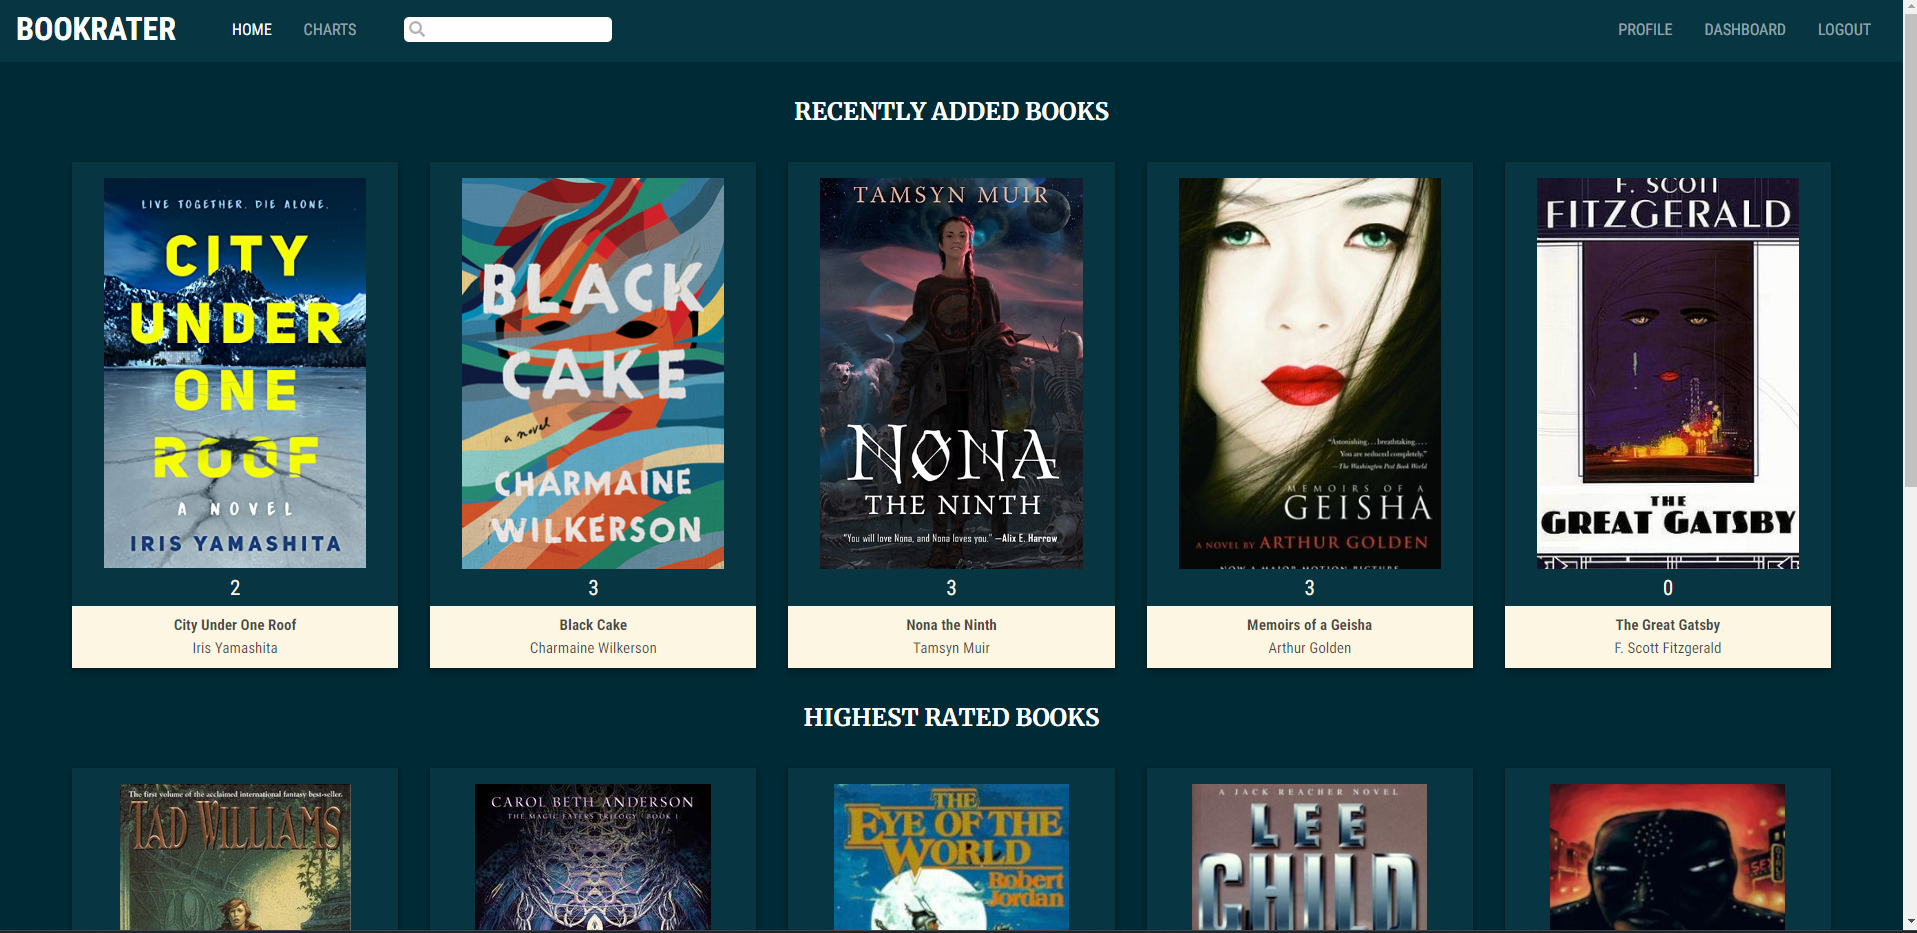 BOOKRATER HOME CHARTS PROFILE DASHBOARD LOGOUT
RECENTLY ADDED BOOKS
LIVE TOGETHER. DIE ALONE.
CITY
UNDER
ONE
ROOF
A NOVEL
IRIS YAMASHITA
2
City Under One Roof
Iris Yamashita
BLACK
CAKE
a novel
CHARMAINE
WILKERSON
3
Black Cake
Charmaine Wilkerson
TAMSYN MUIR
NONA
THE NINTH
"You will love Nona, and Nona loves you." —Alix E. Harrow
3
Nona the Ninth
Tamsyn Muir
"Astonishing... breathtaking....
You are seduced completely."
—The Washington Post Book World
MEMOIRS OF A
GEISHA
A NOVEL BY ARTHUR GOLDEN
NOW A MAJOR MOTION PICTURE
3
Memoirs of a Geisha
Arthur Golden
F. SCOTT
FITZGERALD
THE
GREAT GATSBY
0
The Great Gatsby
F. Scott Fitzgerald
HIGHEST RATED BOOKS
The first volume of the acclaimed international fantasy best-seller.
TAD WILLIAMS
CAROL BETH ANDERSON
THE MAGIC EATERS TRILOGY BOOK 1
THE
EYE OF THE
WORLD
Robert
Jordan
A JACK REACHER NOVEL
LEE
CHILD